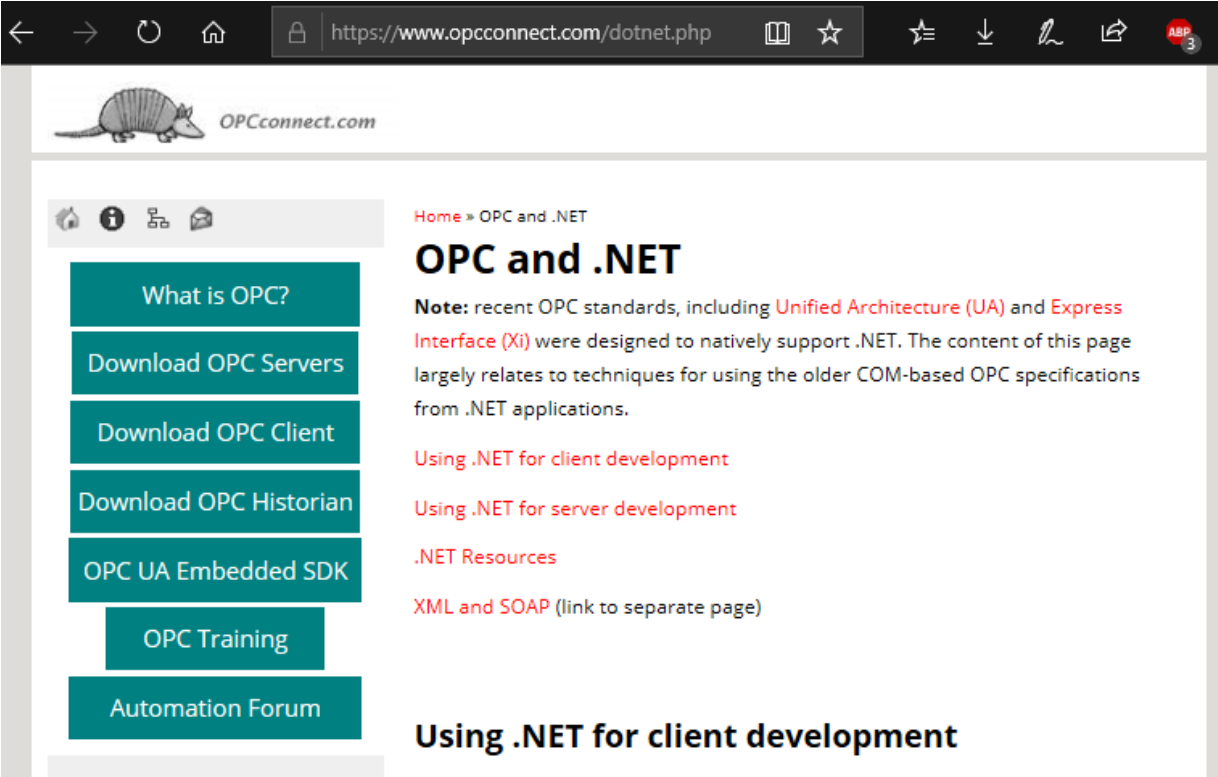 https://www.opcconnect.com/dotnet.php
ABP
3
OPCconnect.com
What is OPC?
Download OPC Servers
Download OPC Client
Download OPC Historian
OPC UA Embedded SDK
OPC Training
Automation Forum
Home » OPC and .NET
OPC and .NET
Note: recent OPC standards, including Unified Architecture (UA) and Express
Interface (Xi) were designed to natively support .NET. The content of this page
largely relates to techniques for using the older COM-based OPC specifications
from .NET applications.
Using .NET for client development
Using .NET for server development
.NET Resources
XML and SOAP (link to separate page)
Using .NET for client development